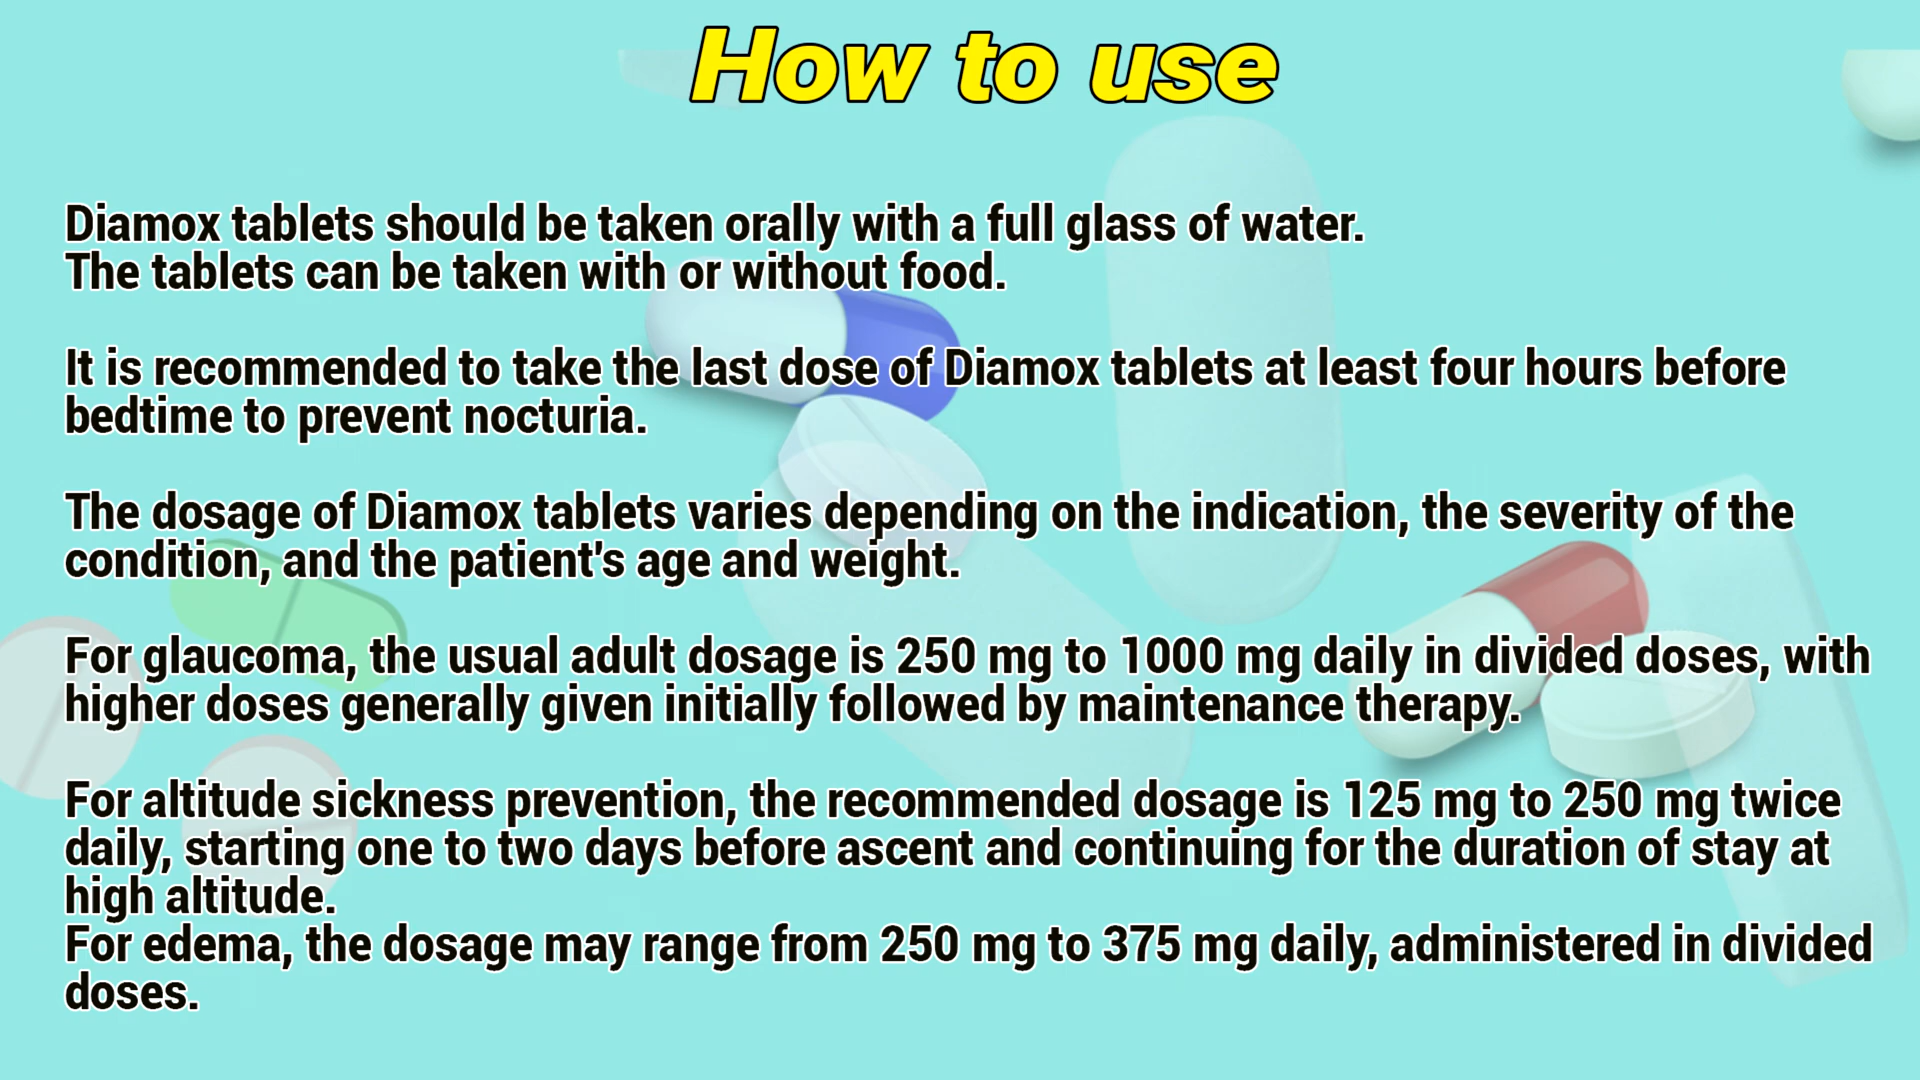 How to use
Diamox tablets should be taken orally with a full glass of water.
The tablets can be taken with or without food.
It is recommended to take the last dose of Diamox tablets at least four hours before
bedtime to prevent nocturia.
The dosage of Diamox tablets varies depending on the indication, the severity of the
condition, and the patient's age and weight.
For glaucoma, the usual adult dosage is 250 mg to 1000 mg daily in divided doses, with
higher doses generally given initially followed by maintenance therapy.
For altitude sickness prevention, the recommended dosage is 125 mg to 250 mg twice
daily, starting one to two days before ascent and continuing for the duration of stay at
high altitude.
For edema, the dosage may range from 250 mg to 375 mg daily, administered in divided
doses.